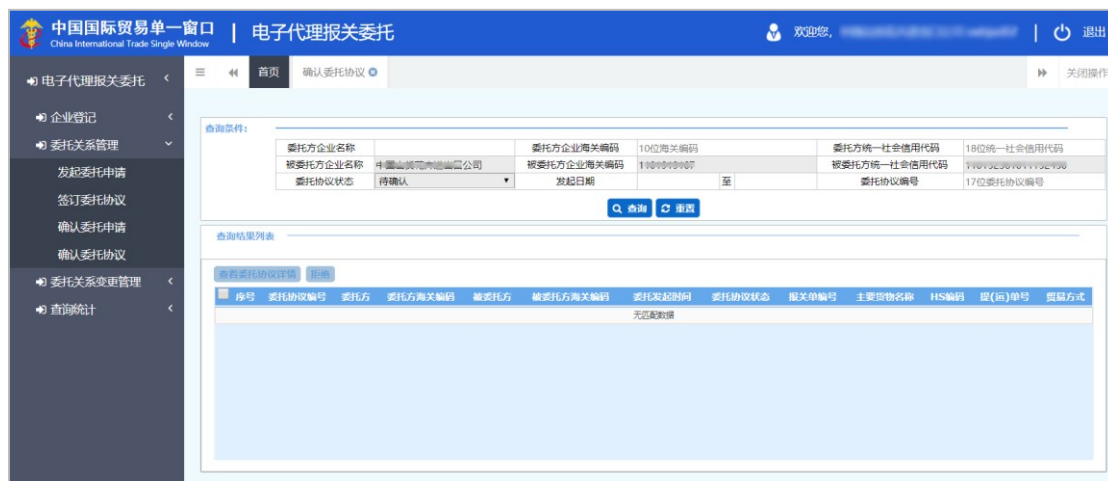 中国国际贸易单一窗口 | 电子代理报关委托 欢迎您, | 退出
China International Trade Single Window
电子代理报关委托 首页 确认委托协议 关闭操作
企业登记
委托关系管理
发起委托申请
签订委托协议
确认委托申请
确认委托协议
委托关系变更管理
查询统计
查询条件:
委托方企业名称 委托方企业海关编码 10位海关编码 委托方统一社会信用代码 18位统一社会信用代码
被委托方企业名称 公司 被委托方企业海关编码 被委托方统一社会信用代码
委托协议状态 待确认 发起日期 至 委托协议编号 17位委托协议编号
查询 重置
查询结果列表
查看委托协议详情 拒绝
序号 委托协议编号 委托方 委托方海关编码 被委托方 被委托方海关编码 委托发起时间 委托协议状态 报关单编号 主要货物名称 HS编码 提(运)单号 贸易方式
无匹配数据